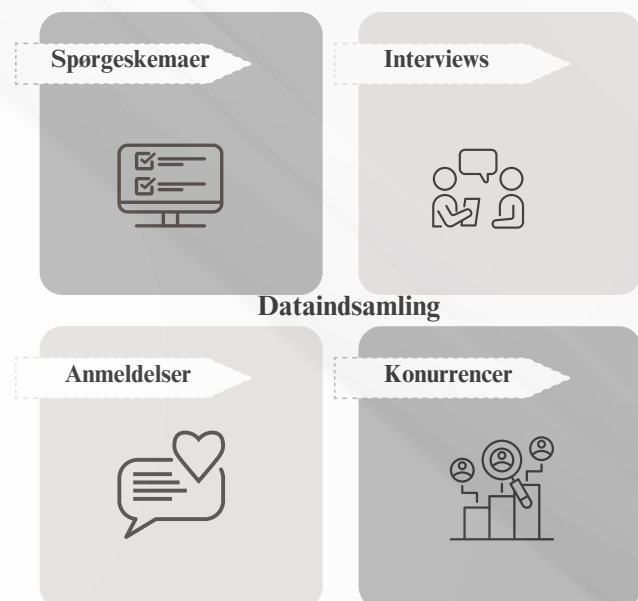 Spørgeskemaer
Interviews
Dataindsamling
Anmeldelser
Konurrencer